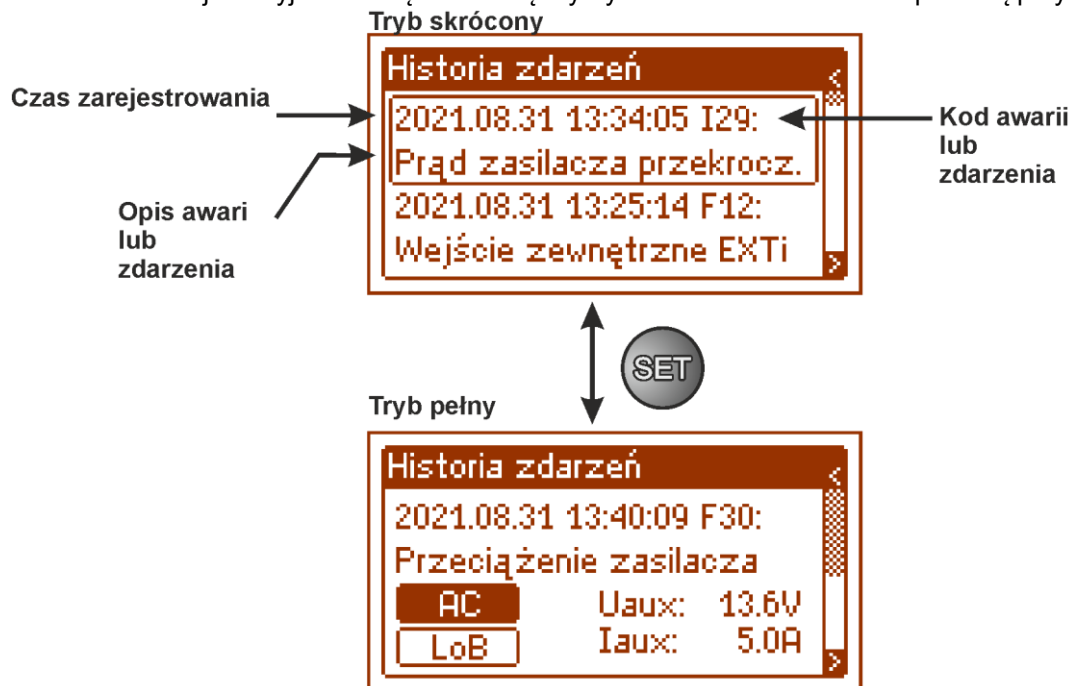 Tryb skrócony
Historia zdarzeń <
Czas zarejestrowania
2021.08.31 13:34:05 I29:
Kod awarii
lub
zdarzenia
Prąd zasilacza przekrocz.
Opis awari
lub
zdarzenia
2021.08.31 13:25:14 F12:
Wejście zewnętrzne EXTi >
SET
Tryb pełny
Historia zdarzeń <
2021.08.31 13:40:09 F30:
Przeciążenie zasilacza
AC Uaux: 13.6V
LoB Iaux: 5.0A >